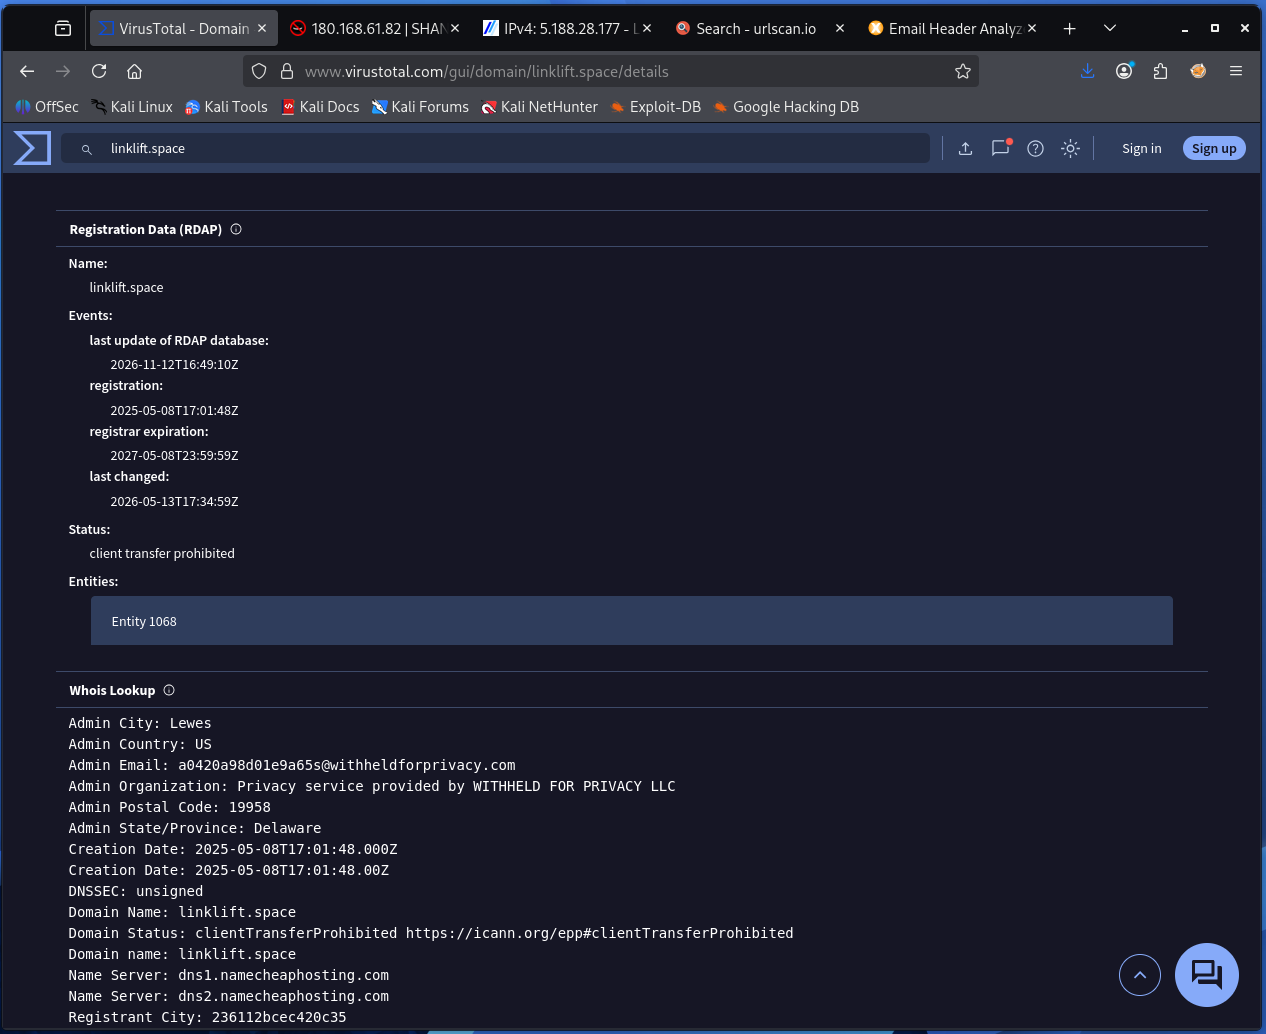 VirusTotal - Domain
180.168.61.82 | SHAN
IPv4: 5.188.28.177 - L
Search - urlscan.io
Email Header Analyz
www.virustotal.com/gui/domain/linklift.space/details
OffSec Kali Linux Kali Tools Kali Docs Kali Forums Kali NetHunter Exploit-DB Google Hacking DB
linklift.space
Sign in
Sign up
Registration Data (RDAP)
Name:
linklift.space
Events:
last update of RDAP database:
2026-11-12T16:49:10Z
registration:
2025-05-08T17:01:48Z
registrar expiration:
2027-05-08T23:59:59Z
last changed:
2026-05-13T17:34:59Z
Status:
client transfer prohibited
Entities:
Entity 1068
Whois Lookup
Admin City: Lewes
Admin Country: US
Admin Email: a0420a98d01e9a65s@withheldforprivacy.com
Admin Organization: Privacy service provided by WITHHELD FOR PRIVACY LLC
Admin Postal Code: 19958
Admin State/Province: Delaware
Creation Date: 2025-05-08T17:01:48.000Z
Creation Date: 2025-05-08T17:01:48.00Z
DNSSEC: unsigned
Domain Name: linklift.space
Domain Status: clientTransferProhibited https://icann.org/epp#clientTransferProhibited
Domain name: linklift.space
Name Server: dns1.namecheaphosting.com
Name Server: dns2.namecheaphosting.com
Registrant City: 236112bcec420c35